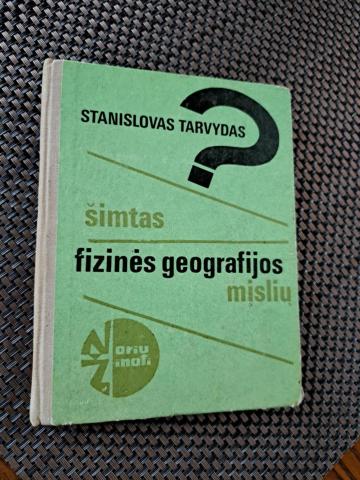 STANISLOVAS TARVYDAS
?
šimtas
fizinės geografijos
mįslių
Noriu
Žinoti